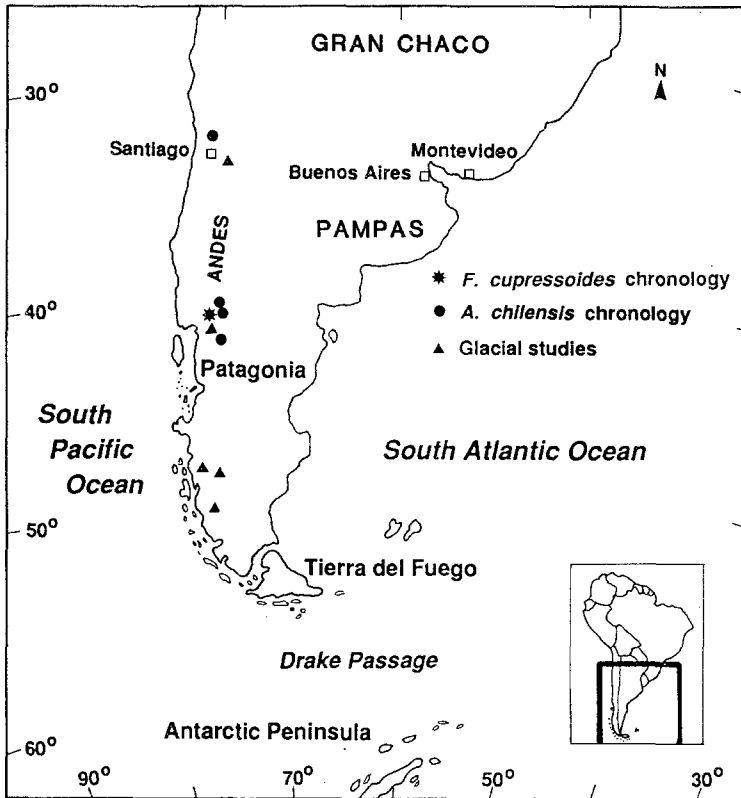 GRAN CHACO
N
30°
Santiago
Montevideo
Buenos Aires
ANDES
PAMPAS
F. cupressoides chronology
40°
A. chilensis chronology
Glacial studies
Patagonia
South
Pacific
Ocean
South Atlantic Ocean
50°
Tierra del Fuego
Drake Passage
Antarctic Peninsula
60°
90°
70°
50°
30°